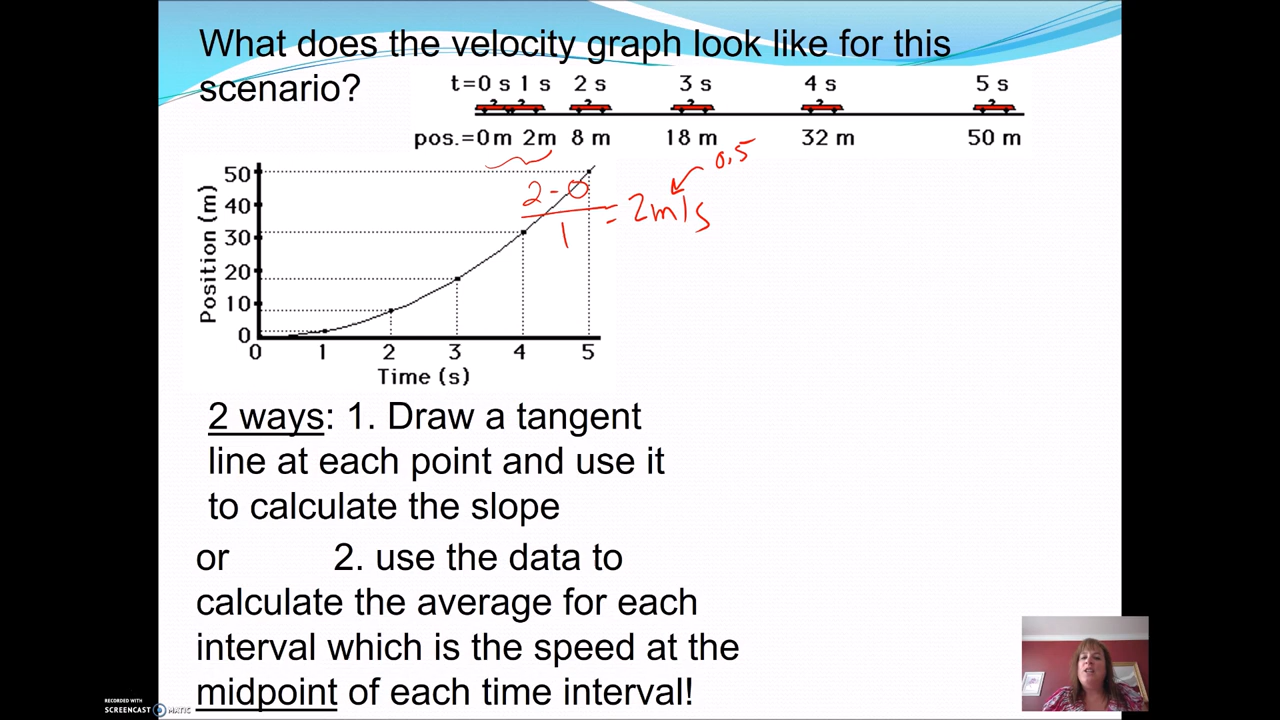 What does the velocity graph look like for this
scenario?
t=0 s 1 s 2 s 3 s 4 s 5 s
pos.=0m 2m 8 m 18 m 32 m 50 m
0.5
2 - 0
1
= 2m/s
Position (m)
50
40
30
20
10
0
0 1 2 3 4 5
Time (s)
2 ways: 1. Draw a tangent
line at each point and use it
to calculate the slope
or 2. use the data to
calculate the average for each
interval which is the speed at the
midpoint of each time interval!
RECORDED WITH
SCREENCAST MATIC